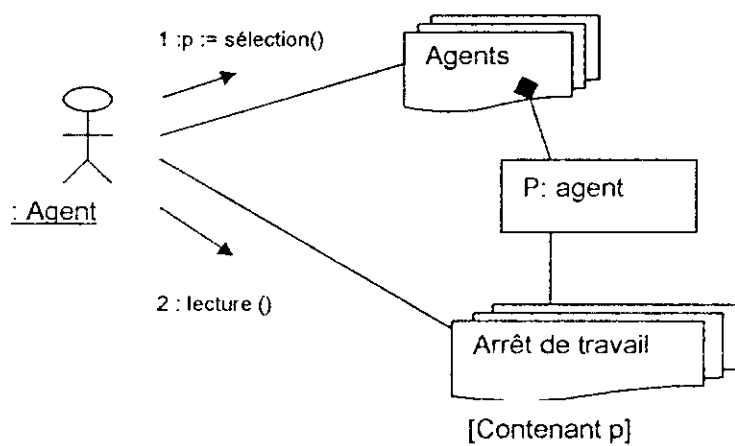 1 :p := sélection()
Agents
P: agent
: Agent
2 : lecture ()
Arrêt de travail
[Contenant p]